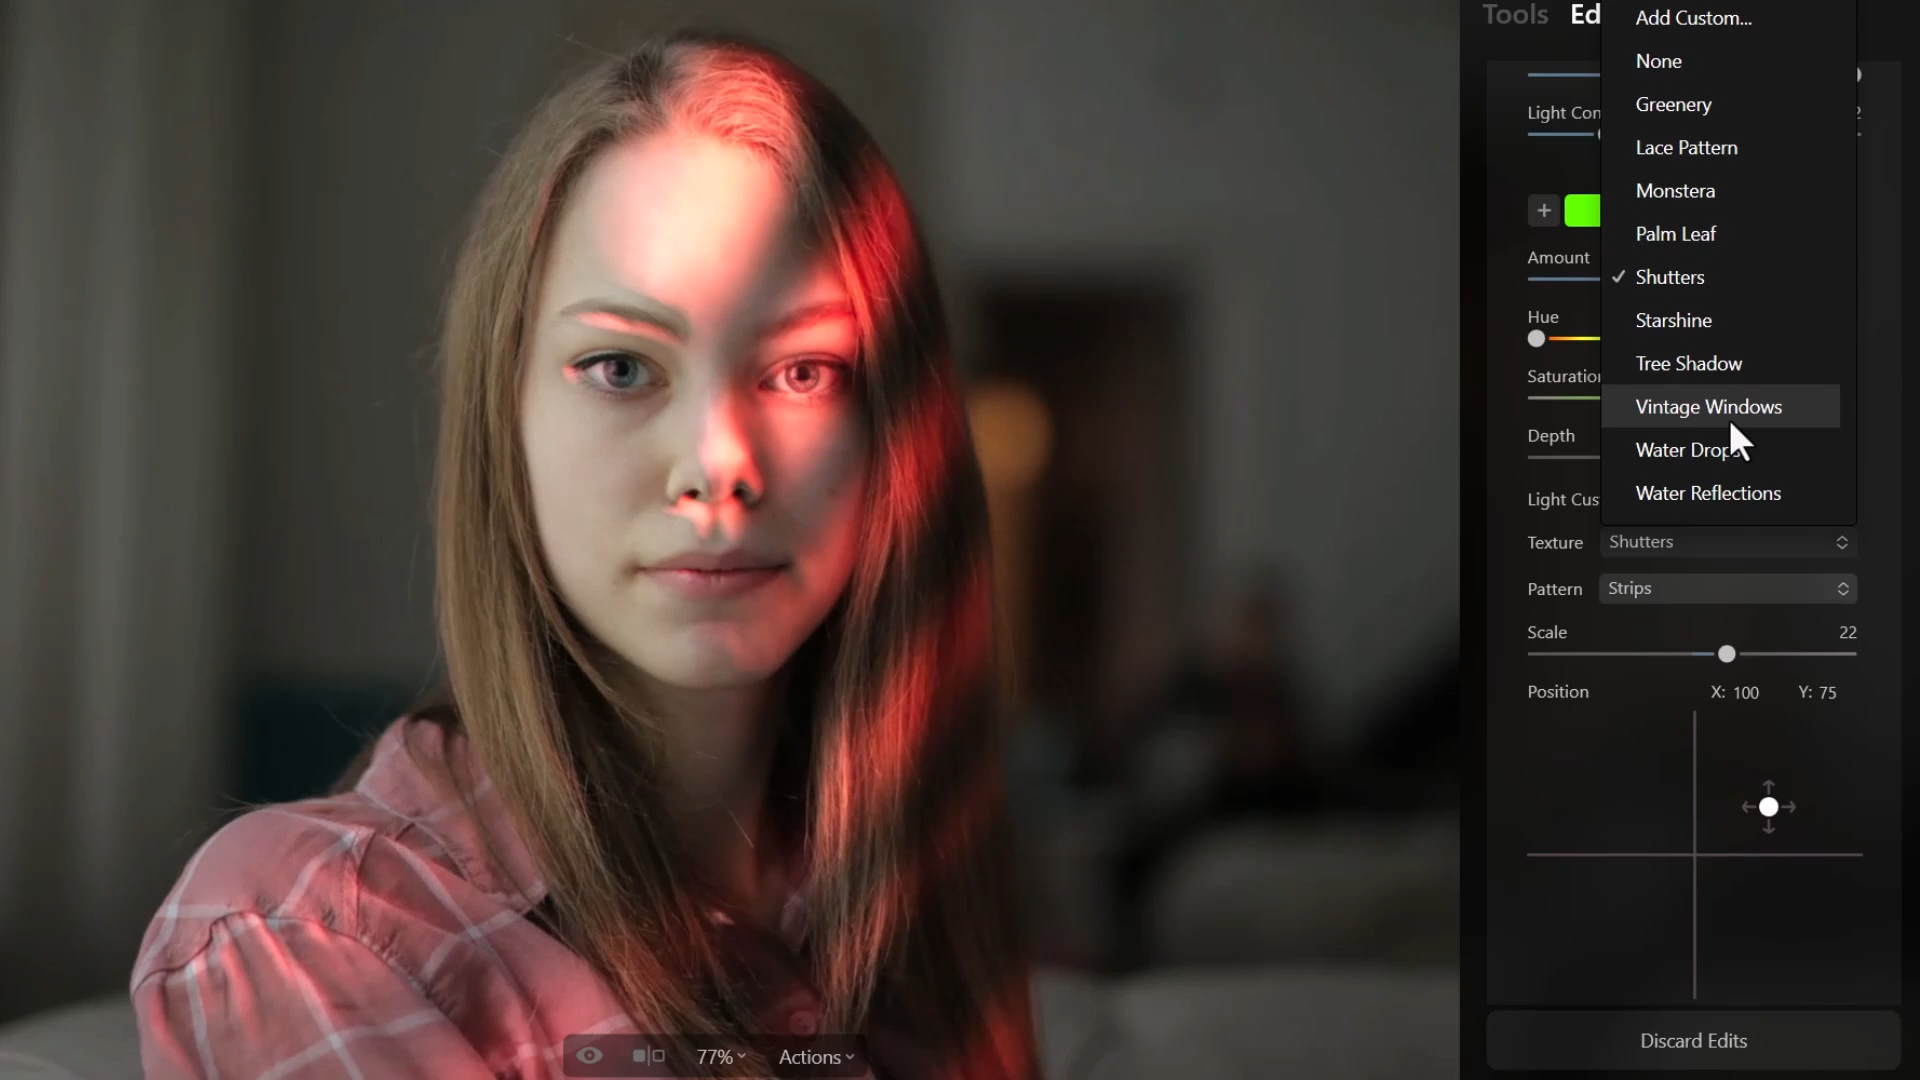 Tools Ed
Add Custom...
None
Greenery
Light Con
Lace Pattern
Monstera
+
Palm Leaf
Amount
Shutters
Hue
Starshine
Tree Shadow
Saturation
Vintage Windows
Depth
Water Drops
Light Cus
Water Reflections
Texture Shutters
Pattern Strips
Scale 22
Position X: 100 Y: 75
Discard Edits
77% Actions